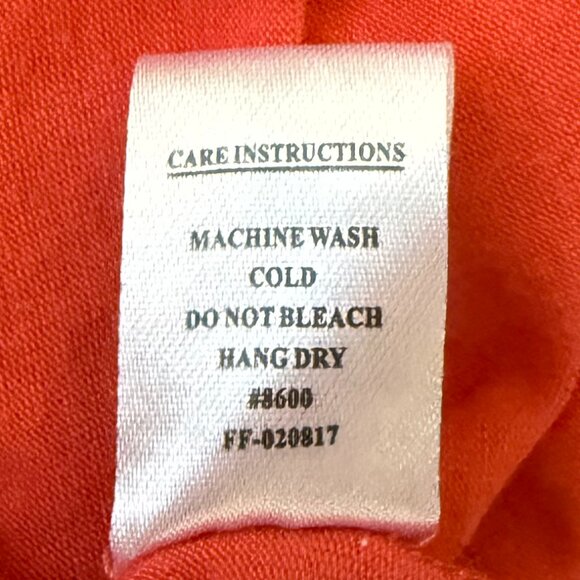 CARE INSTRUCTIONS
MACHINE WASH
COLD
DO NOT BLEACH
HANG DRY
#8600
FF-020817